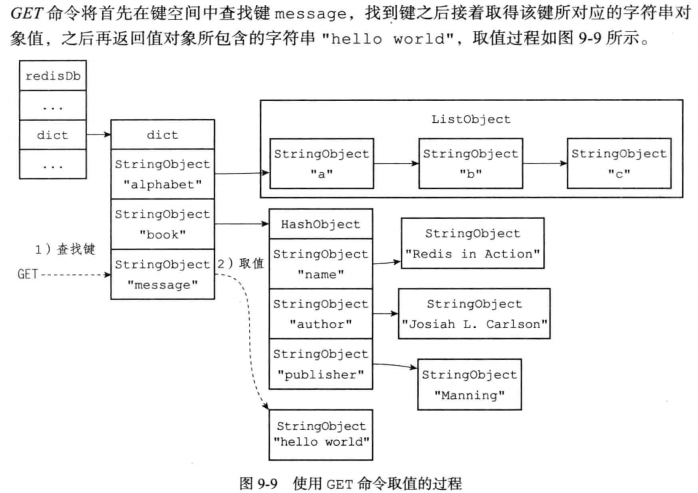 GET 命令将首先在键空间中查找键 message，找到键之后接着取得该键所对应的字符串对
象值，之后再返回值对象所包含的字符串 "hello world"，取值过程如图 9-9 所示。
redisDb
...
dict
...
dict
StringObject
"alphabet"
StringObject
"book"
StringObject
"message"
1）查找键
GET
2）取值
ListObject
StringObject
"a"
StringObject
"b"
StringObject
"c"
HashObject
StringObject
"name"
StringObject
"author"
StringObject
"publisher"
StringObject
"Redis in Action"
StringObject
"Josiah L. Carlson"
StringObject
"Manning"
StringObject
"hello world"
图 9-9 使用 GET 命令取值的过程